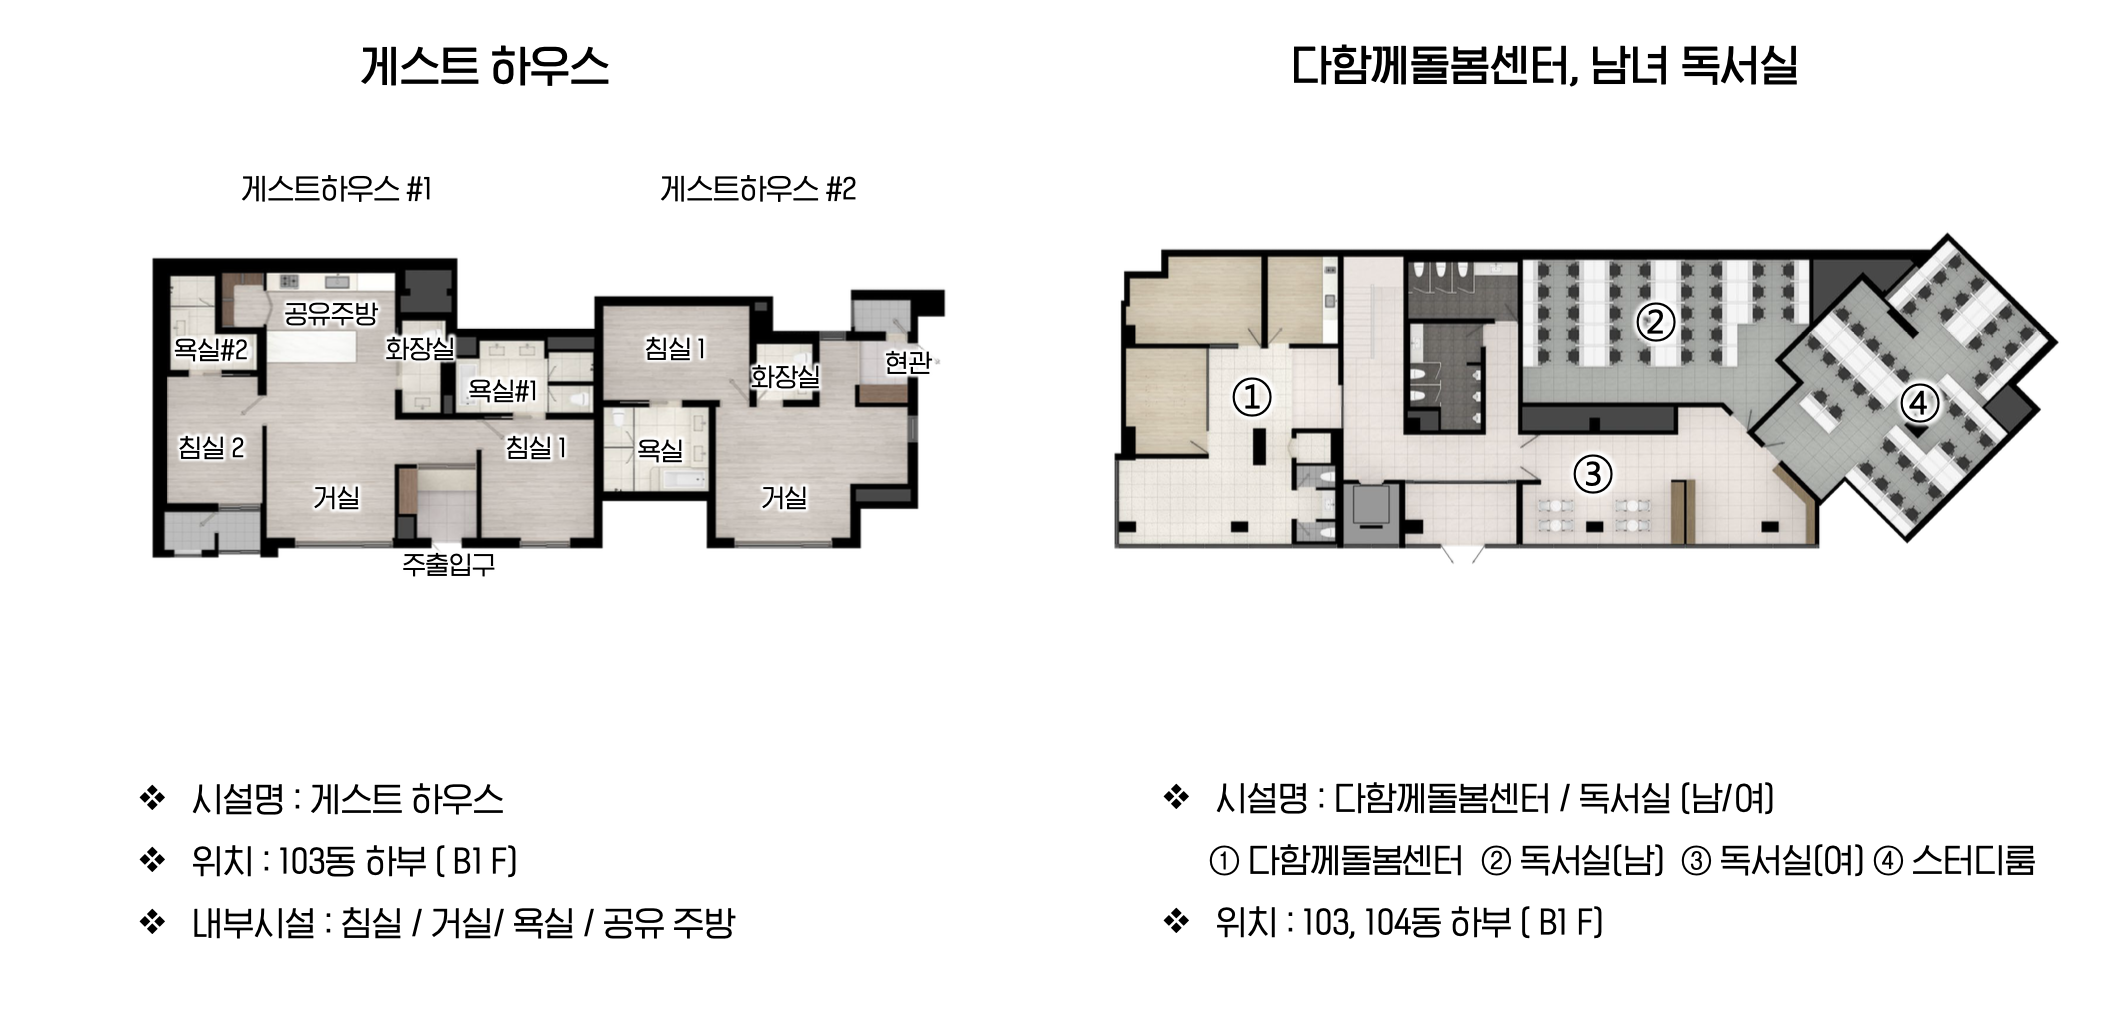 게스트 하우스
게스트하우스 #1
게스트하우스 #2
공유주방
욕실#2
화장실
욕실#1
침실 2
침실 1
거실
주출입구
침실 1
화장실
현관
욕실
거실
❖ 시설명 : 게스트 하우스
❖ 위치 : 103동 하부 ( B1 F)
❖ 내부시설 : 침실 / 거실/ 욕실 / 공유 주방
다함께돌봄센터, 남녀 독서실
①
②
③
④
❖ 시설명 : 다함께돌봄센터 / 독서실 (남/여)
① 다함께돌봄센터 ② 독서실(남) ③ 독서실(여) ④ 스터디룸
❖ 위치 : 103, 104동 하부 ( B1 F)